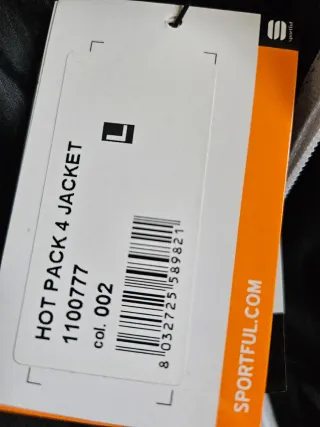 HOT PACK 4 JACKET
1100777
col. 002
L
8 032725 589821
SPORTFUL.COM